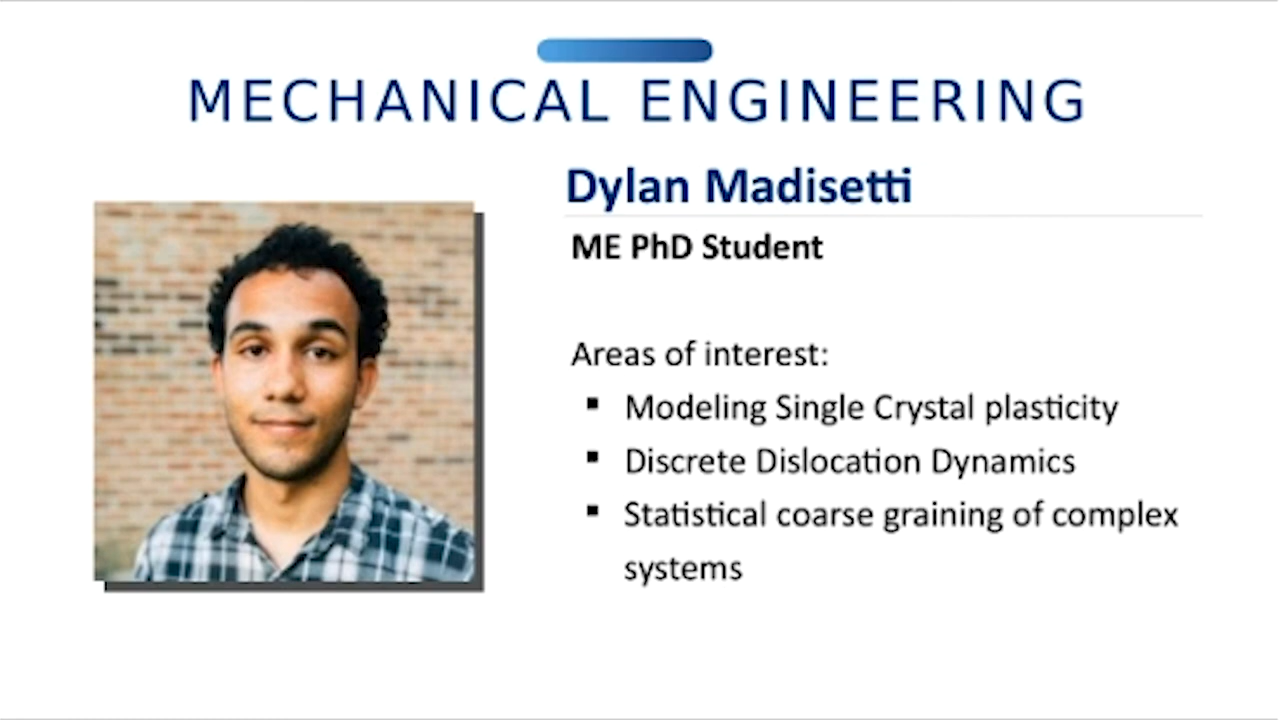 MECHANICAL ENGINEERING
Dylan Madisetti
ME PhD Student
Areas of interest:
▪ Modeling Single Crystal plasticity
▪ Discrete Dislocation Dynamics
▪ Statistical coarse graining of complex
systems